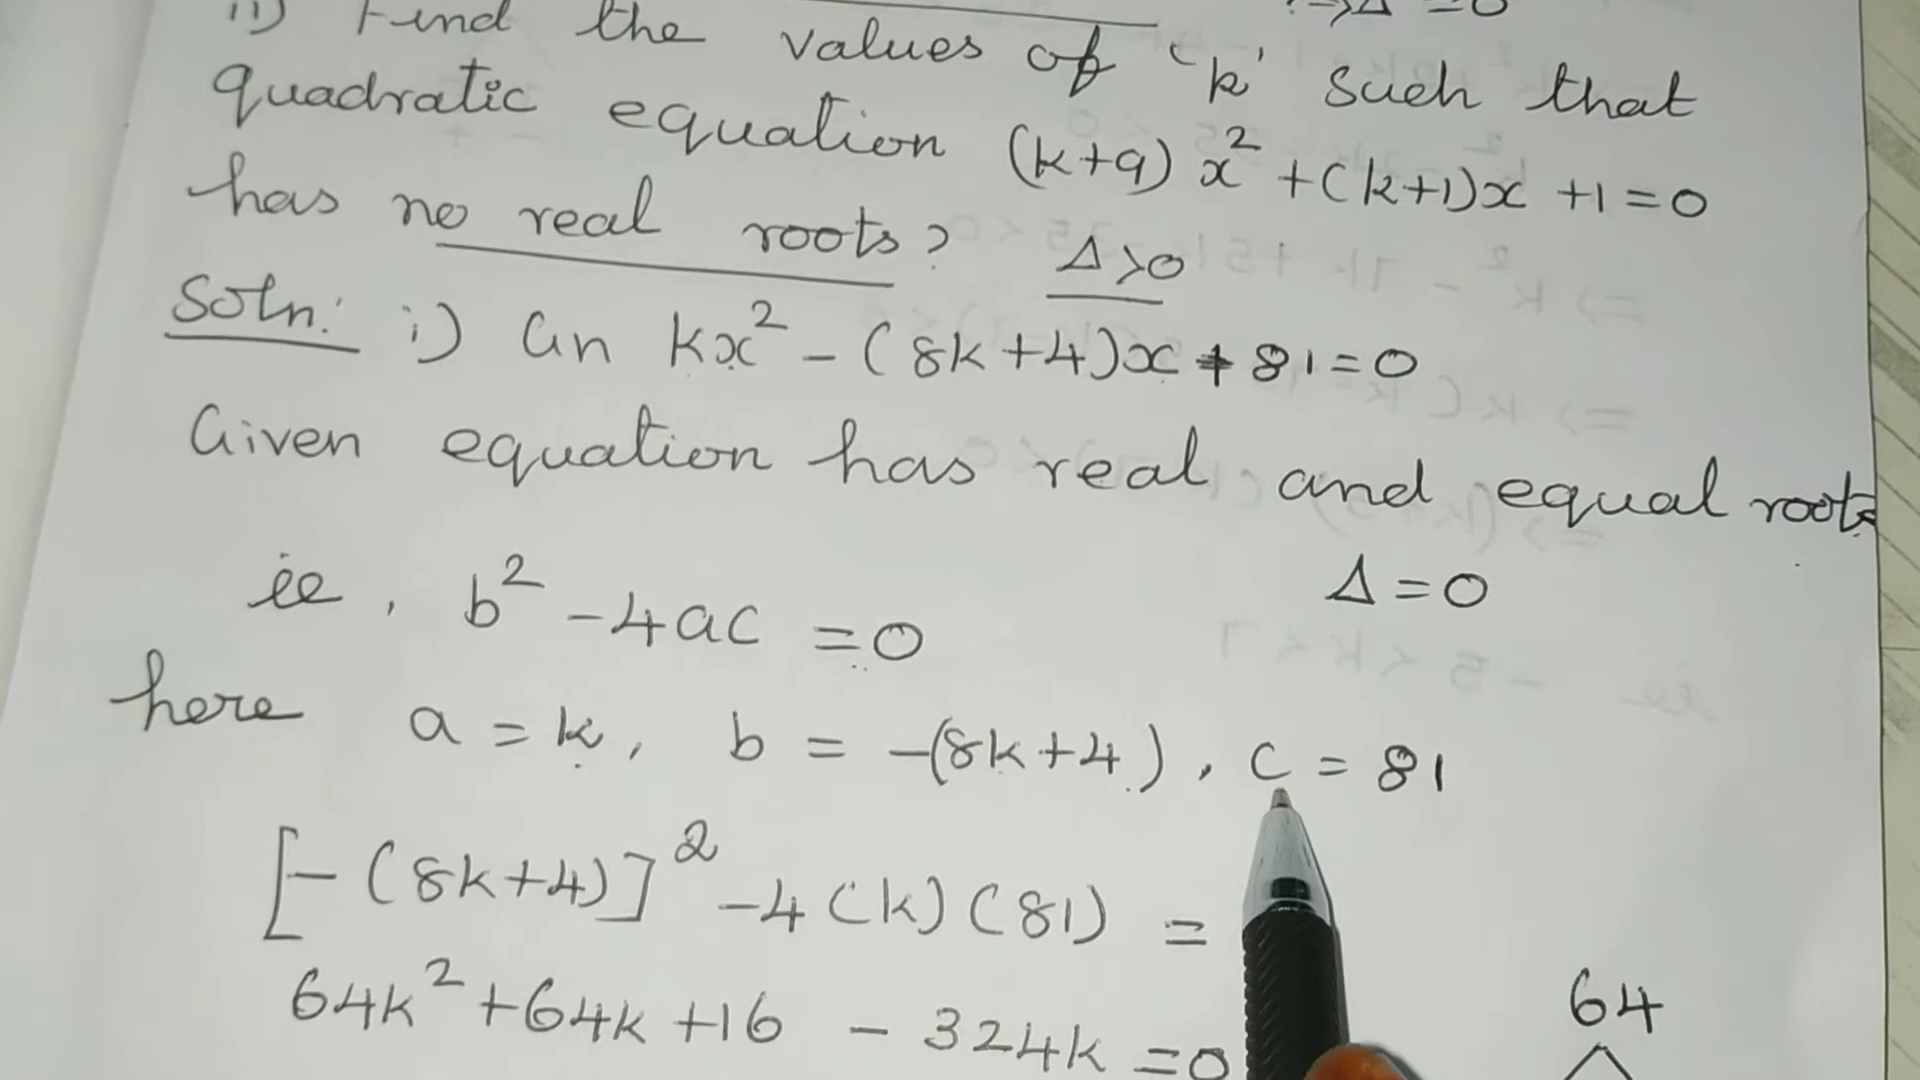 ii) Find the values of 'k' such that
quadratic equation (k+9) x² + (k+1)x +1 = 0
has no real roots? Δ>0
Soln: i) In kx² - (8k+4)x + 81 = 0
Given equation has real and equal roots
ie, b² - 4ac = 0 Δ = 0
here a = k, b = -(8k+4), c = 81
[-(8k+4)]² - 4(k)(81) =
64k² + 64k + 16 - 324k = 0
64